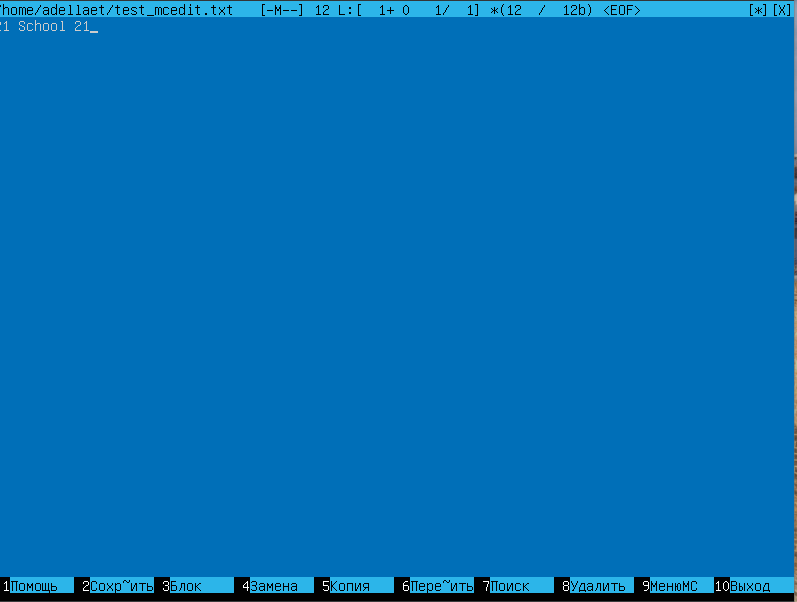 /home/adellaet/test_mcedit.txt [-M--] 12 L:[ 1+ 0 1/ 1] *(12 / 12b) <EOF> [*][X]
21 School 21_
1Помощь 2Сохр~ить 3Блок 4Замена 5Копия 6Пере~ить 7Поиск 8Удалить 9МенюMC 10Выход